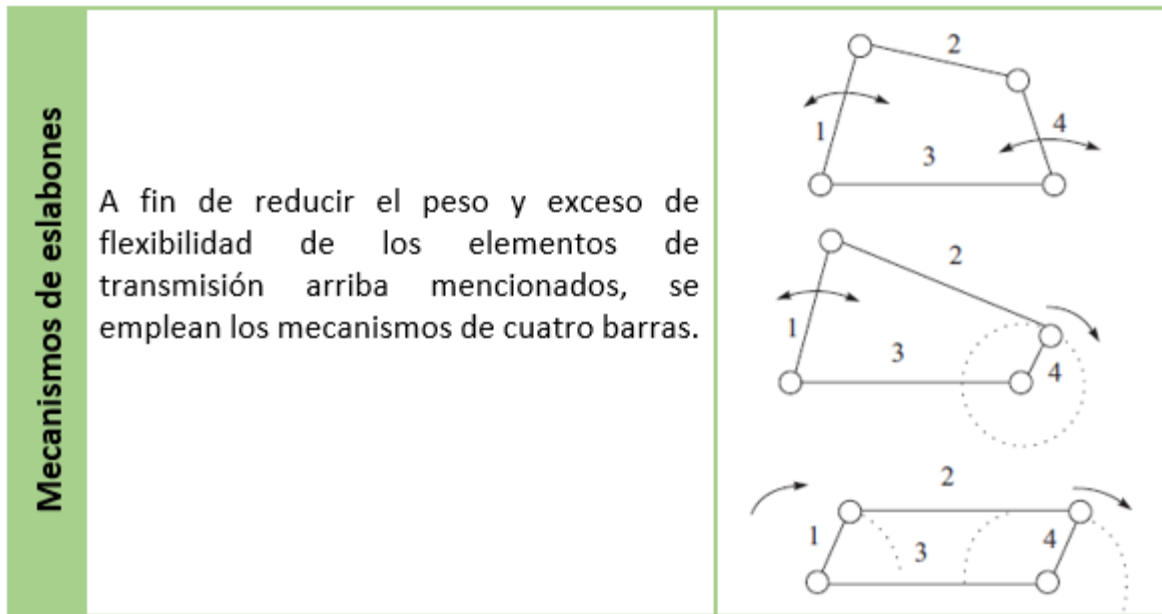 Mecanismos de eslabones
A fin de reducir el peso y exceso de
flexibilidad de los elementos de
transmisión arriba mencionados, se
emplean los mecanismos de cuatro barras.
2
1
4
3
2
1
3
4
2
1
3
4